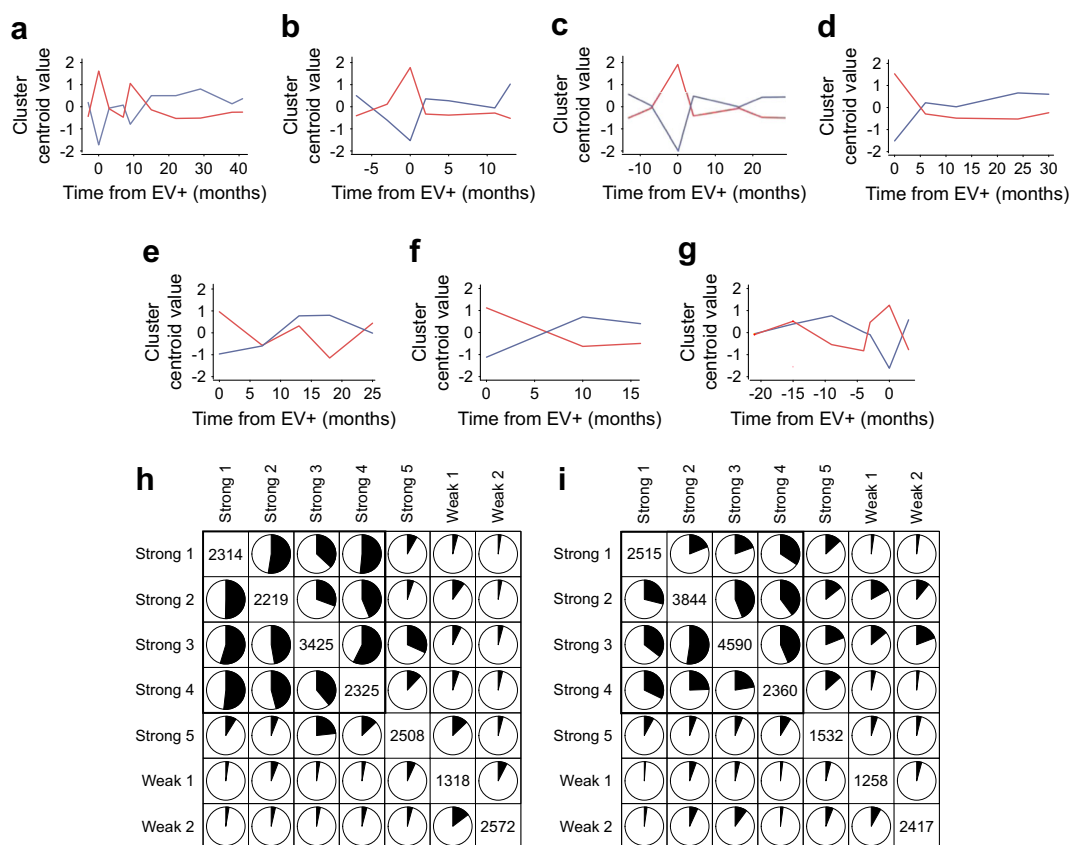 a
b
c
d
Cluster
centroid value
2
1
0
-1
-2
0 10 20 30 40
Time from EV+ (months)
Cluster
centroid value
2
1
0
-1
-2
-5 0 5 10
Time from EV+ (months)
Cluster
centroid value
2
1
0
-1
-2
-10 0 10 20
Time from EV+ (months)
Cluster
centroid value
2
1
0
-1
-2
0 5 10 15 20 25 30
Time from EV+ (months)
e
f
g
Cluster
centroid value
2
1
0
-1
-2
0 5 10 15 20 25
Time from EV+ (months)
Cluster
centroid value
2
1
0
-1
-2
0 5 10 15
Time from EV+ (months)
Cluster
centroid value
2
1
0
-1
-2
-20 -15 -10 -5 0
Time from EV+ (months)
h
Strong 1 Strong 2 Strong 3 Strong 4 Strong 5 Weak 1 Weak 2
Strong 1 2314
Strong 2 2219
Strong 3 3425
Strong 4 2325
Strong 5 2508
Weak 1 1318
Weak 2 2572
i
Strong 1 Strong 2 Strong 3 Strong 4 Strong 5 Weak 1 Weak 2
Strong 1 2515
Strong 2 3844
Strong 3 4590
Strong 4 2360
Strong 5 1532
Weak 1 1258
Weak 2 2417